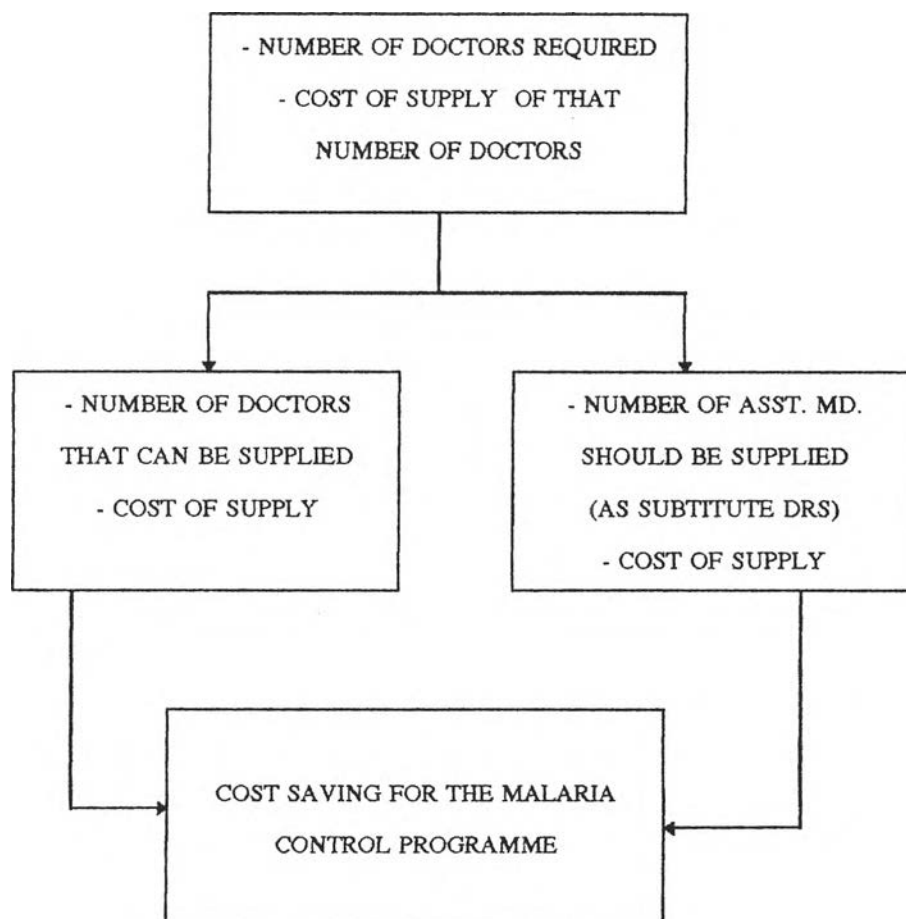 - NUMBER OF DOCTORS REQUIRED
- COST OF SUPPLY OF THAT
NUMBER OF DOCTORS
- NUMBER OF DOCTORS
THAT CAN BE SUPPLIED
- COST OF SUPPLY
- NUMBER OF ASST. MD.
SHOULD BE SUPPLIED
(AS SUBTITUTE DRS)
- COST OF SUPPLY
COST SAVING FOR THE MALARIA
CONTROL PROGRAMME